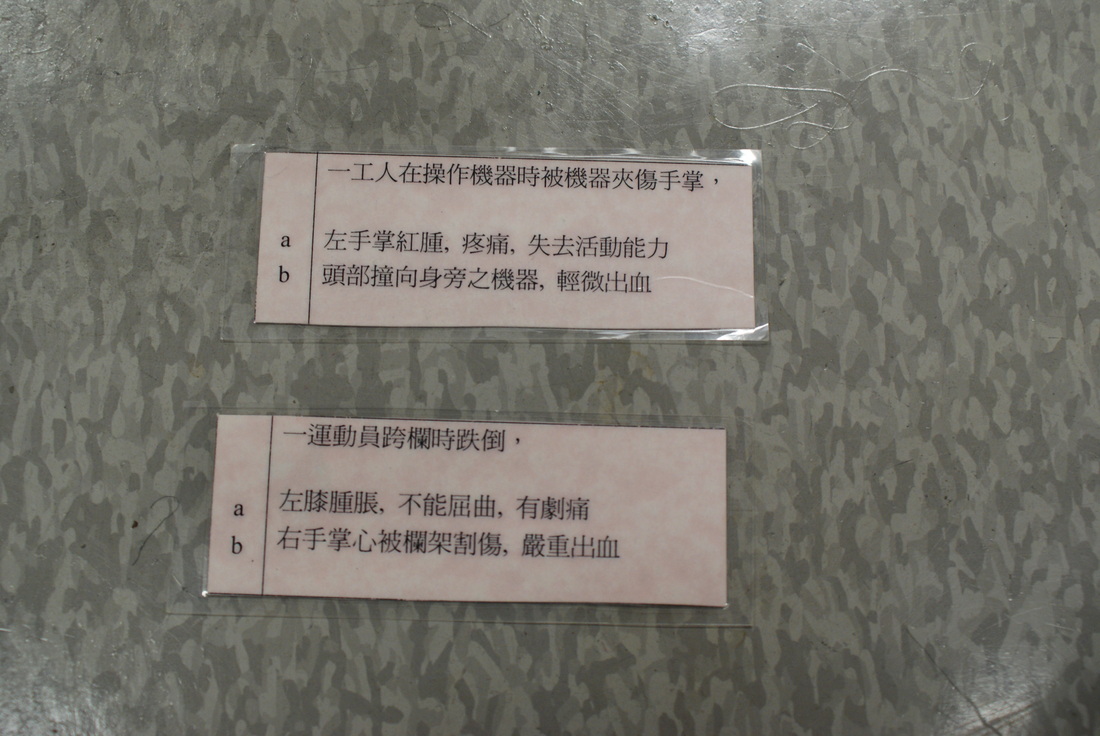 一工人在操作機器時被機器夾傷手掌，
a 左手掌紅腫, 疼痛, 失去活動能力
b 頭部撞向身旁之機器, 輕微出血
一運動員跨欄時跌倒，
a 左膝腫脹, 不能屈曲, 有劇痛
b 右手掌心被欄架割傷, 嚴重出血